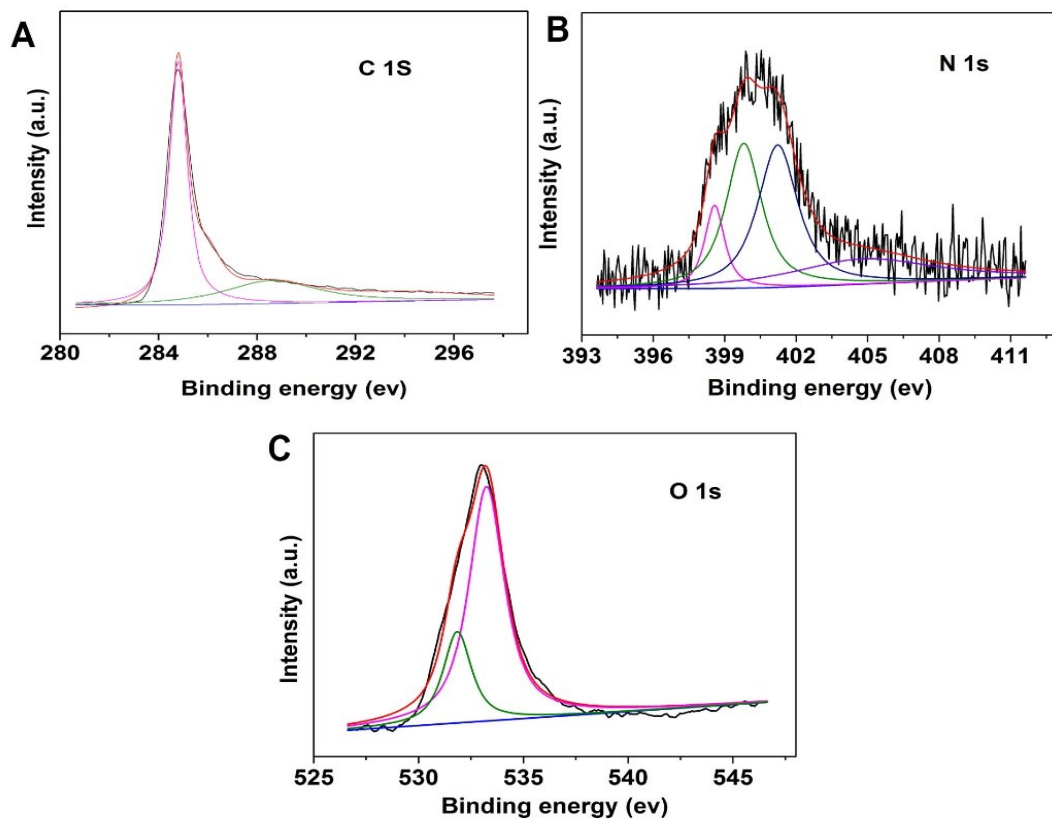 A
C 1S
Intensity (a.u.)
280 284 288 292 296
Binding energy (ev)
B
N 1s
Intensity (a.u.)
393 396 399 402 405 408 411
Binding energy (ev)
C
O 1s
Intensity (a.u.)
525 530 535 540 545
Binding energy (ev)